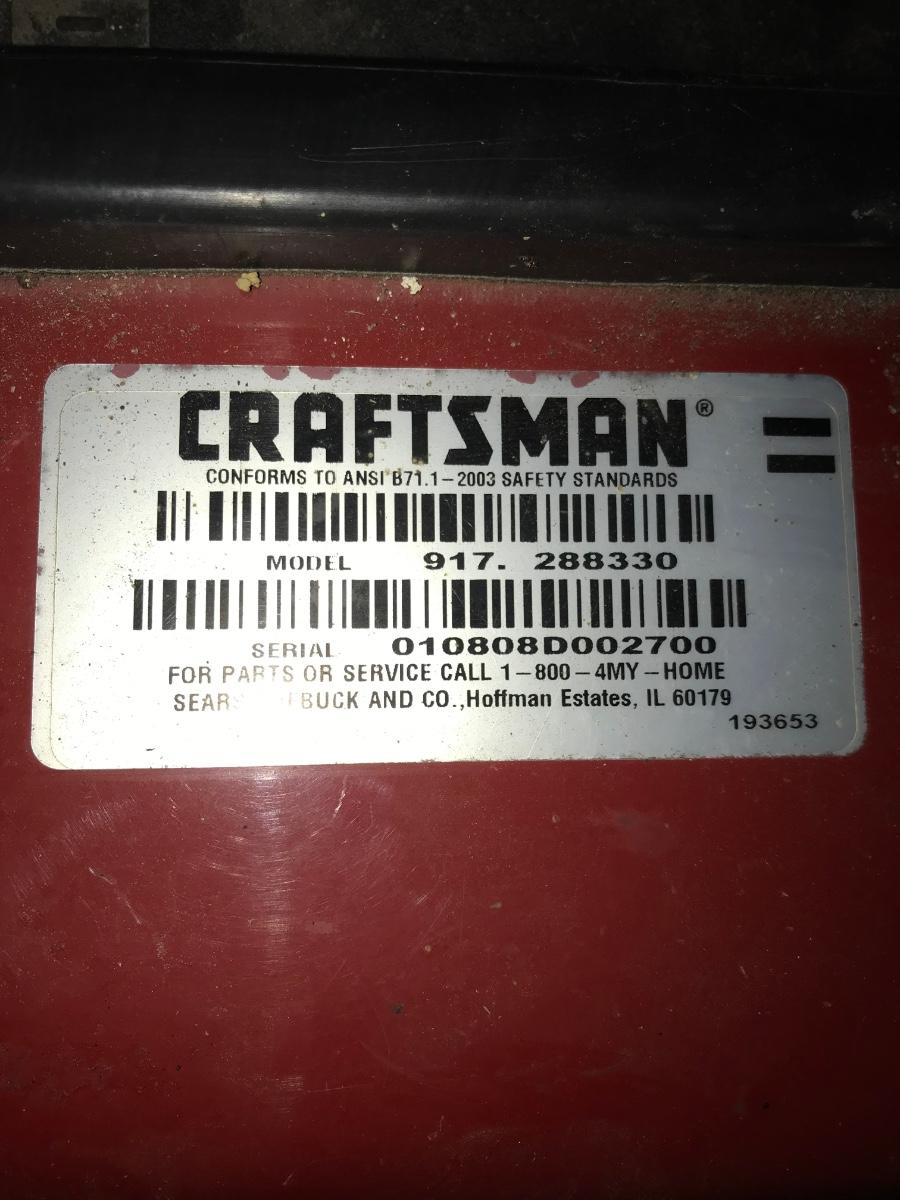 CRAFTSMAN®
CONFORMS TO ANSI B71.1-2003 SAFETY STANDARDS
MODEL 917. 288330
SERIAL 010808D002700
FOR PARTS OR SERVICE CALL 1-800-4MY-HOME
SEARS BUCK AND CO.,Hoffman Estates, IL 60179
193653